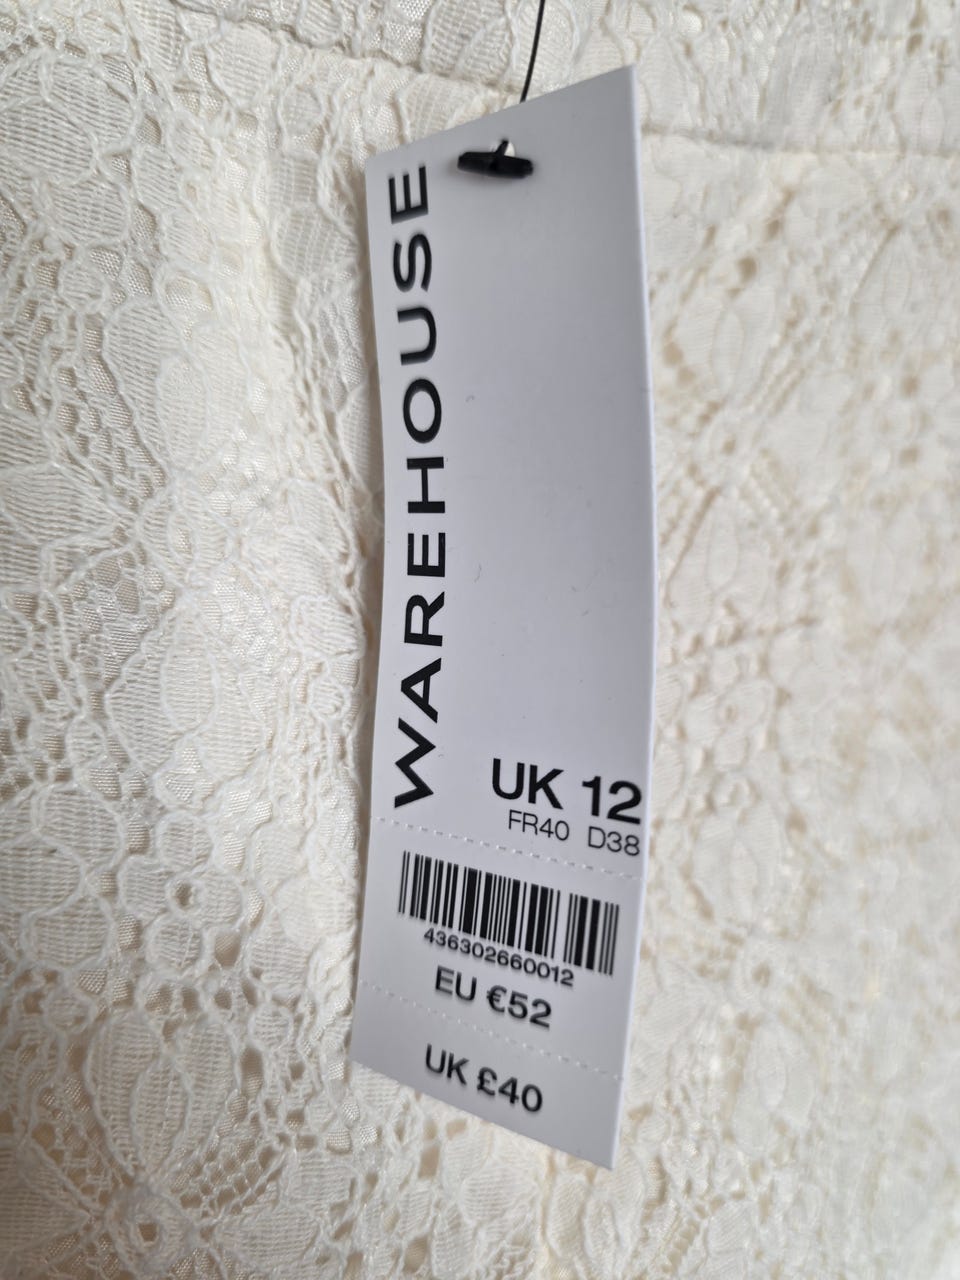 WAREHOUSE
UK 12
FR40 D38
436302660012
EU €52
UK £40